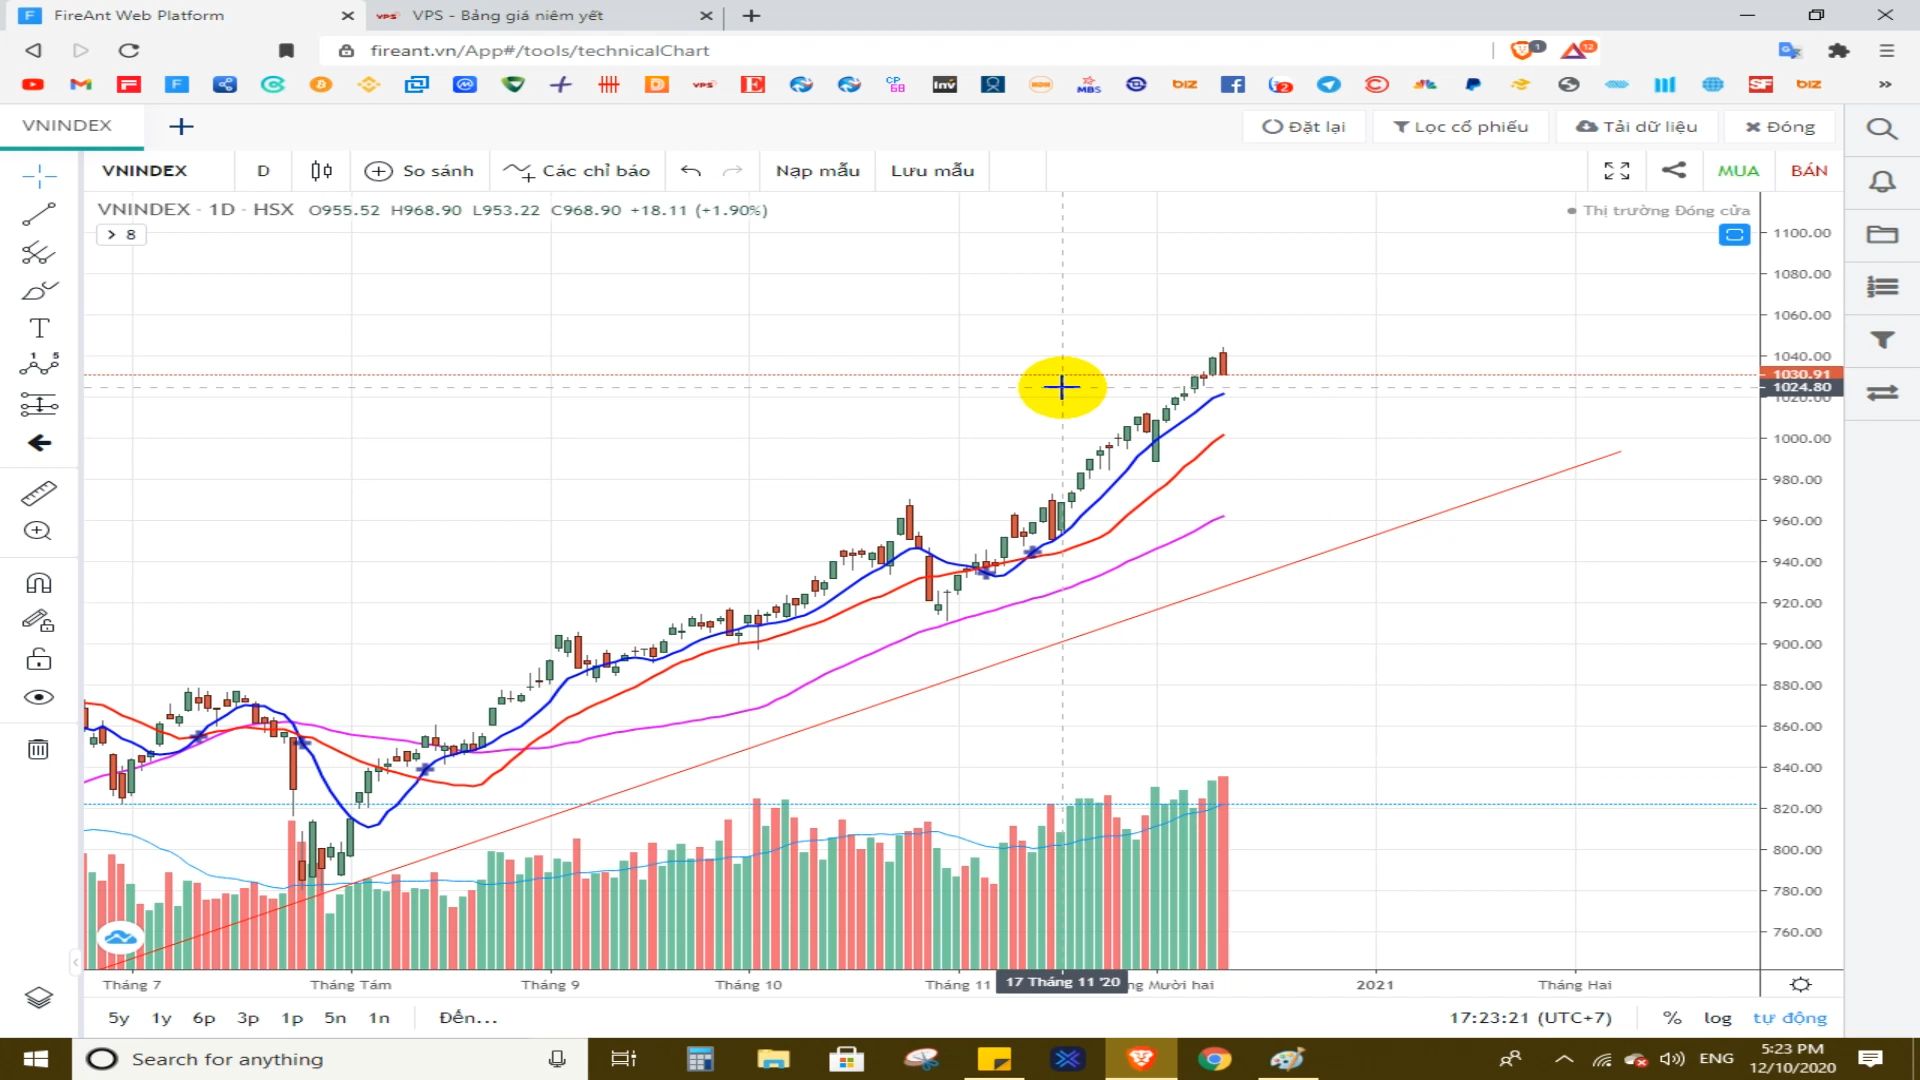 FireAnt Web Platform
VPS - Bảng giá niêm yết
fireant.vn/App#/tools/technicalChart
1
12
VNINDEX
Đặt lại
Lọc cổ phiếu
Tải dữ liệu
Đóng
VNINDEX
D
So sánh
Các chỉ báo
Nạp mẫu
Lưu mẫu
MUA
BÁN
VNINDEX · 1D · HSX O955.52 H968.90 L953.22 C968.90 +18.11 (+1.90%)
Thị trường Đóng cửa
> 8
1100.00
1080.00
1060.00
1040.00
1030.91
1024.80
1020.00
1000.00
980.00
960.00
940.00
920.00
900.00
880.00
860.00
840.00
820.00
800.00
780.00
760.00
Tháng 7
Tháng Tám
Tháng 9
Tháng 10
Tháng 11
17 Tháng 11 '20
ng Mười hai
2021
Tháng Hai
5y 1y 6p 3p 1p 5n 1n Đến...
17:23:21 (UTC+7)
% log tự động
Search for anything
ENG
5:23 PM
12/10/2020